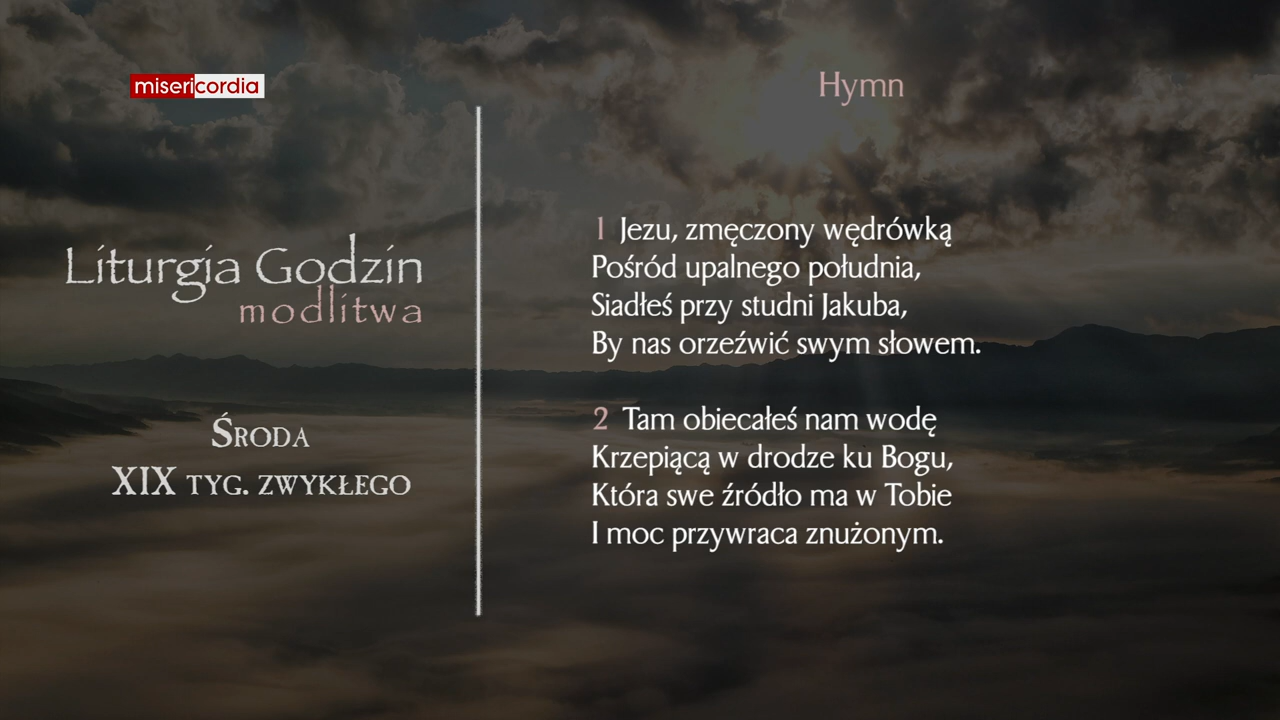 misericordia
Liturgia Godzin
modlitwa
Środa
XIX tyg. zwykłego
Hymn
1 Jezu, zmęczony wędrówką
Pośród upalnego południa,
Siadłeś przy studni Jakuba,
By nas orzeźwić swym słowem.
2 Tam obiecałeś nam wodę
Krzepiącą w drodze ku Bogu,
Która swe źródło ma w Tobie
I moc przywraca znużonym.